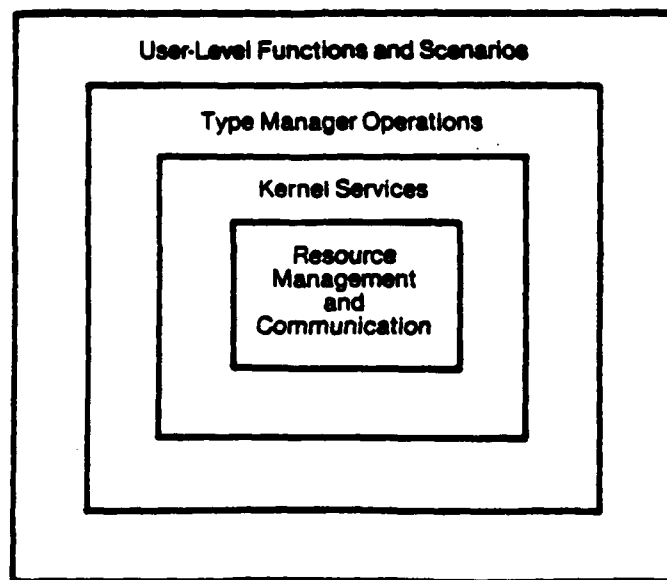 User-Level Functions and Scenarios
Type Manager Operations
Kernel Services
Resource
Management
and
Communication